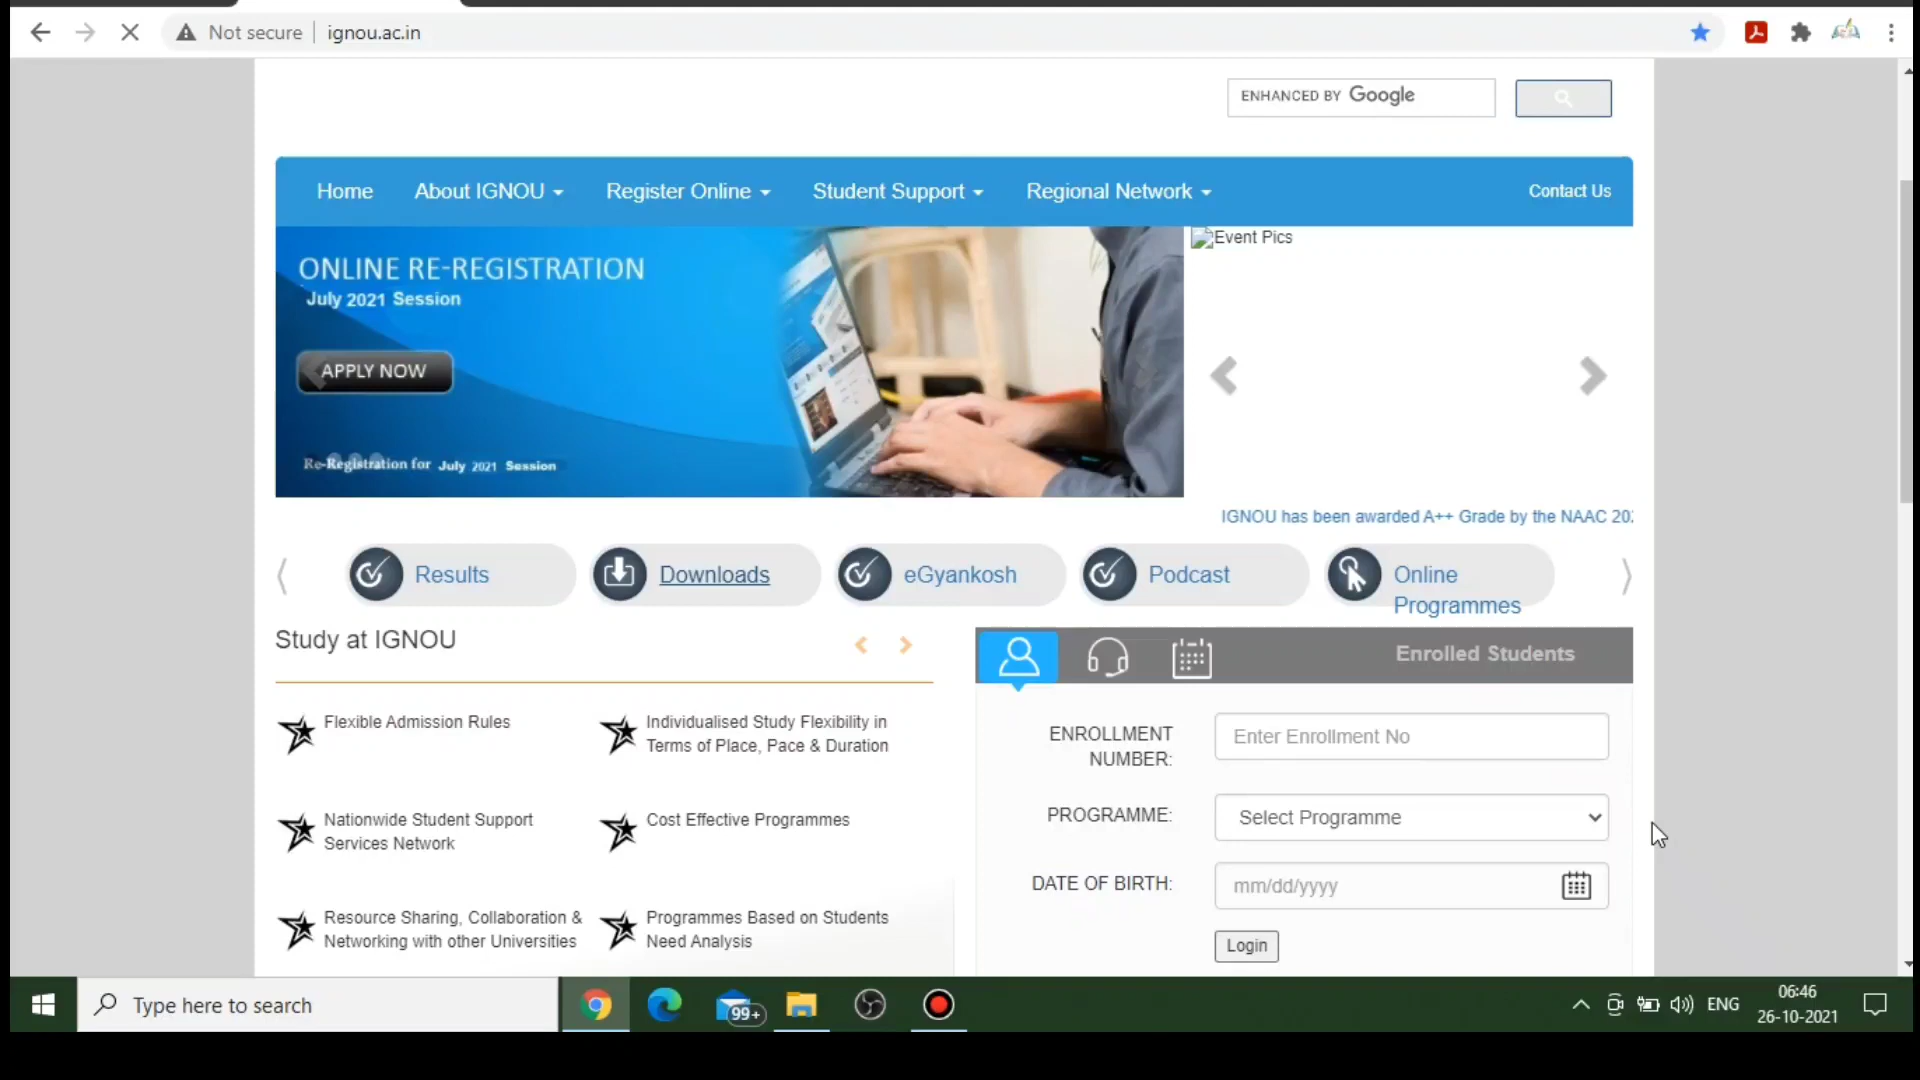 Not secure
ignou.ac.in
ENHANCED BY Google
Home
About IGNOU
Register Online
Student Support
Regional Network
Contact Us
ONLINE RE-REGISTRATION
July 2021 Session
APPLY NOW
Re-Registration for July 2021 Session
Event Pics
IGNOU has been awarded A++ Grade by the NAAC 202
Results
Downloads
eGyankosh
Podcast
Online
Programmes
Study at IGNOU
Flexible Admission Rules
Individualised Study Flexibility in
Terms of Place, Pace & Duration
Nationwide Student Support
Services Network
Cost Effective Programmes
Resource Sharing, Collaboration &
Networking with other Universities
Programmes Based on Students
Need Analysis
Enrolled Students
ENROLLMENT
NUMBER:
Enter Enrollment No
PROGRAMME:
Select Programme
DATE OF BIRTH:
mm/dd/yyyy
Login
Type here to search
99+
ENG
06:46
26-10-2021